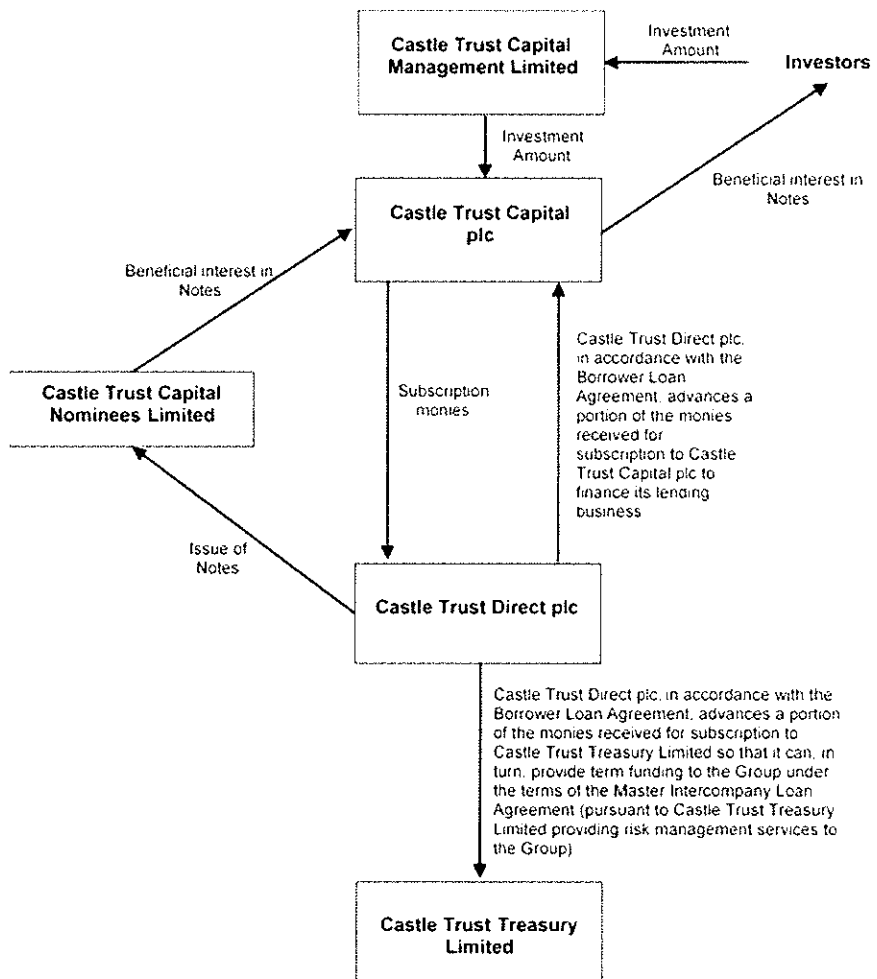 Castle Trust Capital
Management Limited
Investment
Amount
Investors
Investment
Amount
Castle Trust Capital
plc
Beneficial interest in
Notes
Beneficial interest in
Notes
Castle Trust Capital
Nominees Limited
Subscription
monies
Castle Trust Direct plc,
in accordance with the
Borrower Loan
Agreement, advances a
portion of the monies
received for
subscription to Castle
Trust Capital plc to
finance its lending
business
Issue of
Notes
Castle Trust Direct plc
Castle Trust Direct plc, in accordance with the
Borrower Loan Agreement, advances a portion
of the monies received for subscription to
Castle Trust Treasury Limited so that it can, in
turn, provide term funding to the Group under
the terms of the Master Intercompany Loan
Agreement (pursuant to Castle Trust Treasury
Limited providing risk management services to
the Group)
Castle Trust Treasury
Limited